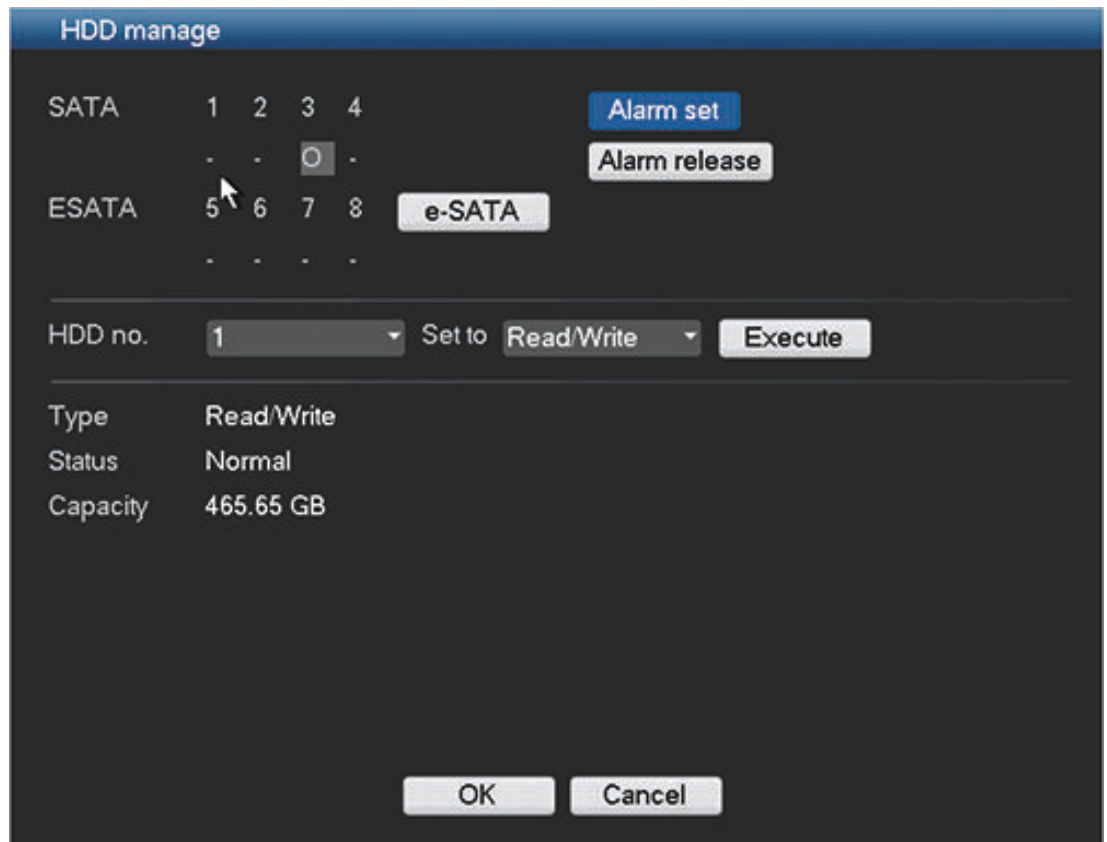 HDD manage
SATA 1 2 3 4 Alarm set
- - O - Alarm release
ESATA 5 6 7 8 e-SATA
- - - -
HDD no. 1 Set to Read/Write Execute
Type Read/Write
Status Normal
Capacity 465.65 GB
OK Cancel